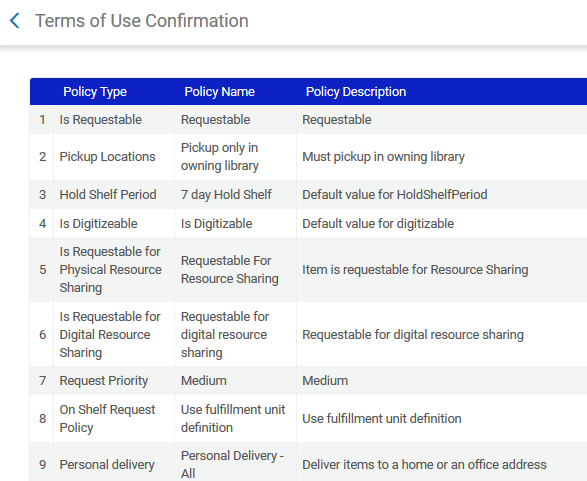 Terms of Use Confirmation
Policy Type Policy Name Policy Description
1 Is Requestable Requestable Requestable
2 Pickup Locations Pickup only in owning library Must pickup in owning library
3 Hold Shelf Period 7 day Hold Shelf Default value for HoldShelfPeriod
4 Is Digitizeable Is Digitizable Default value for digitizable
5 Is Requestable for Physical Resource Sharing Requestable For Resource Sharing Item is requestable for Resource Sharing
6 Is Requestable for Digital Resource Sharing Requestable for digital resource sharing Requestable for digital resource sharing
7 Request Priority Medium Medium
8 On Shelf Request Policy Use fulfillment unit definition Use fulfillment unit definition
9 Personal delivery Personal Delivery - All Deliver items to a home or an office address